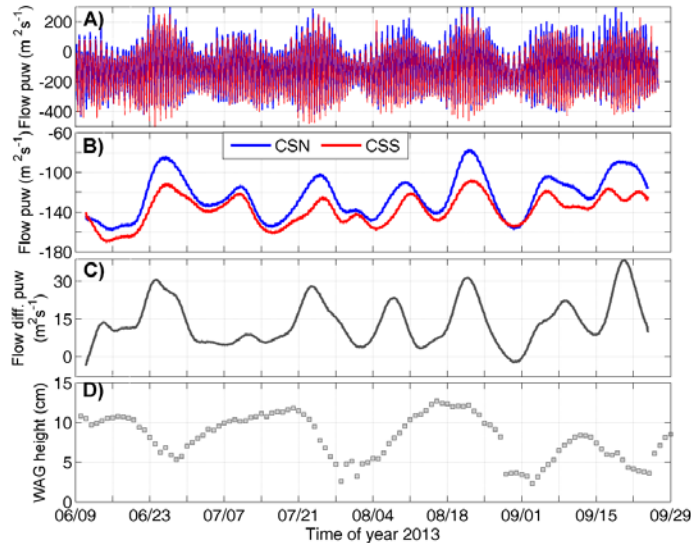 A)
Flow puw (m²s⁻¹)
200
0
-200
-400
B)
CSN
CSS
Flow puw (m²s⁻¹)
-60
-100
-140
-180
C)
Flow diff. puw
(m²s⁻¹)
30
15
0
D)
WAG height (cm)
15
10
5
0
06/09 06/23 07/07 07/21 08/04 08/18 09/01 09/15 09/29
Time of year 2013